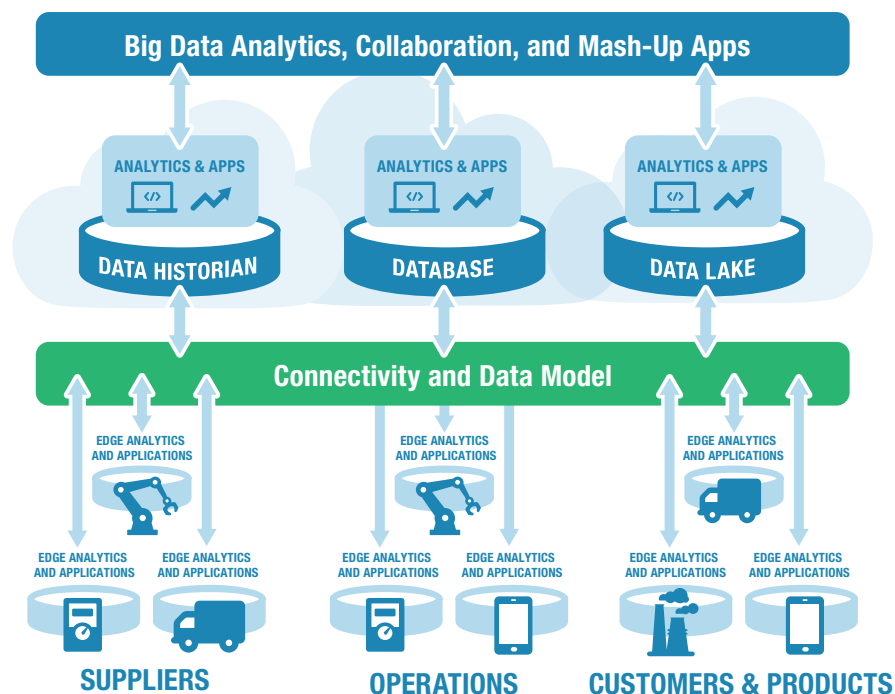 Big Data Analytics, Collaboration, and Mash-Up Apps
ANALYTICS & APPS
</>
DATA HISTORIAN
ANALYTICS & APPS
</>
DATABASE
ANALYTICS & APPS
</>
DATA LAKE
Connectivity and Data Model
EDGE ANALYTICS
AND APPLICATIONS
EDGE ANALYTICS
AND APPLICATIONS
EDGE ANALYTICS
AND APPLICATIONS
SUPPLIERS
EDGE ANALYTICS
AND APPLICATIONS
EDGE ANALYTICS
AND APPLICATIONS
EDGE ANALYTICS
AND APPLICATIONS
OPERATIONS
EDGE ANALYTICS
AND APPLICATIONS
EDGE ANALYTICS
AND APPLICATIONS
EDGE ANALYTICS
AND APPLICATIONS
CUSTOMERS & PRODUCTS